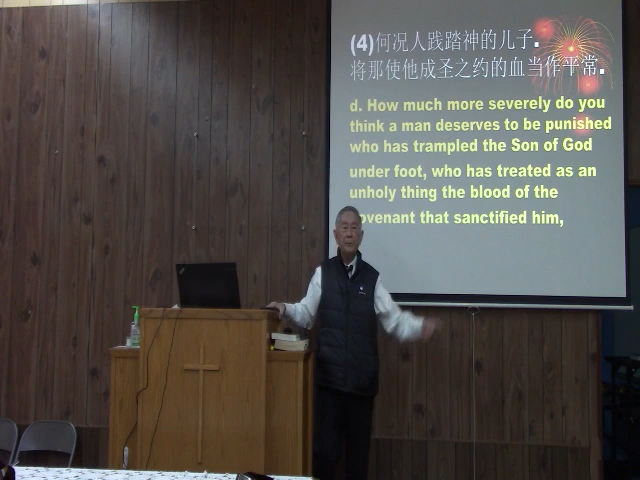 (4)何况人践踏神的儿子.
将那使他成圣之约的血当作平常.
d. How much more severely do you
think a man deserves to be punished
who has trampled the Son of God
under foot, who has treated as an
unholy thing the blood of the
ovenant that sanctified him,